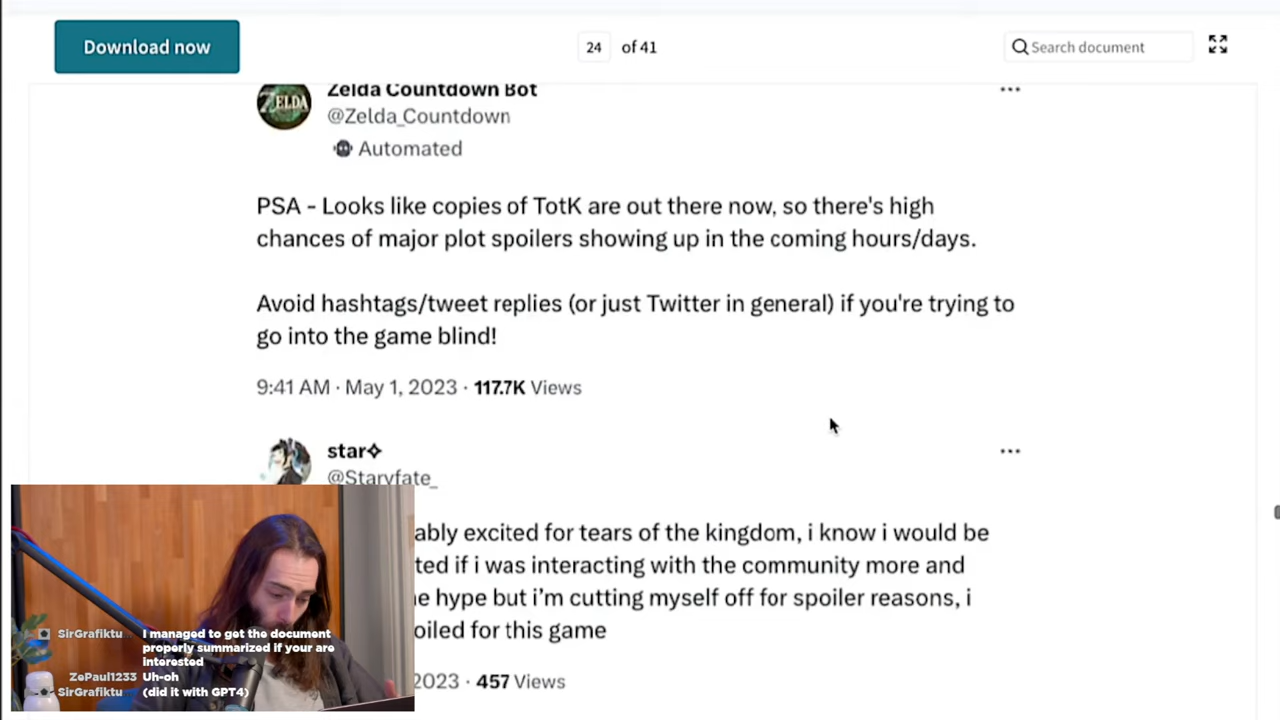 Download now
24 of 41
Search document
Zelda Countdown Bot
@Zelda_Countdown
Automated
PSA - Looks like copies of TotK are out there now, so there's high
chances of major plot spoilers showing up in the coming hours/days.
Avoid hashtags/tweet replies (or just Twitter in general) if you're trying to
go into the game blind!
9:41 AM · May 1, 2023 · 117.7K Views
star✧
@Staryfate_
ably excited for tears of the kingdom, i know i would be
ted if i was interacting with the community more and
e hype but i'm cutting myself off for spoiler reasons, i
oiled for this game
2023 · 457 Views
SirGrafiktu I managed to get the document
properly summarized if your are
interested
ZePaul1233 Uh-oh
SirGrafiktu (did it with GPT4)
ZELDA